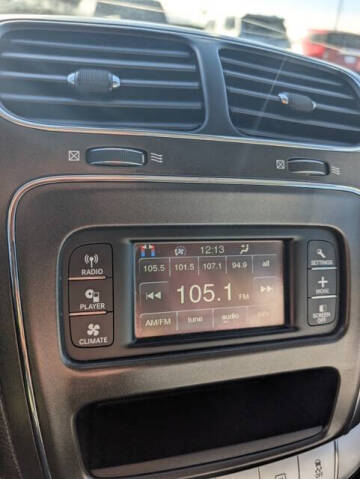 12:13
105.5 101.5 107.1 94.9 all
105.1 FM
AM/FM tune audio
RADIO
PLAYER
CLIMATE
SETTINGS
MORE
SCREEN OFF